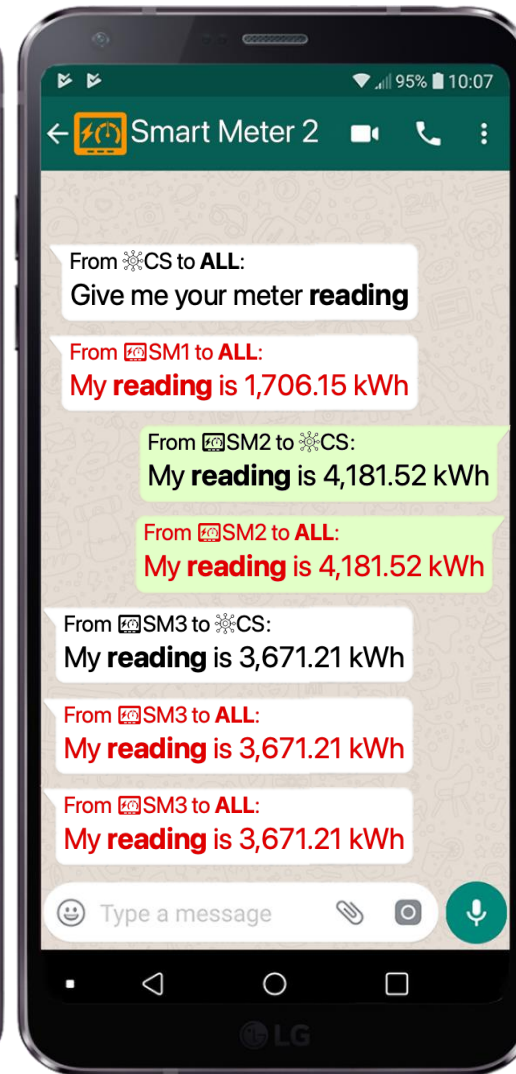 95% 10:07
Smart Meter 2
From CS to ALL:
Give me your meter reading
From SM1 to ALL:
My reading is 1,706.15 kWh
From SM2 to CS:
My reading is 4,181.52 kWh
From SM2 to ALL:
My reading is 4,181.52 kWh
From SM3 to CS:
My reading is 3,671.21 kWh
From SM3 to ALL:
My reading is 3,671.21 kWh
From SM3 to ALL:
My reading is 3,671.21 kWh
Type a message
LG